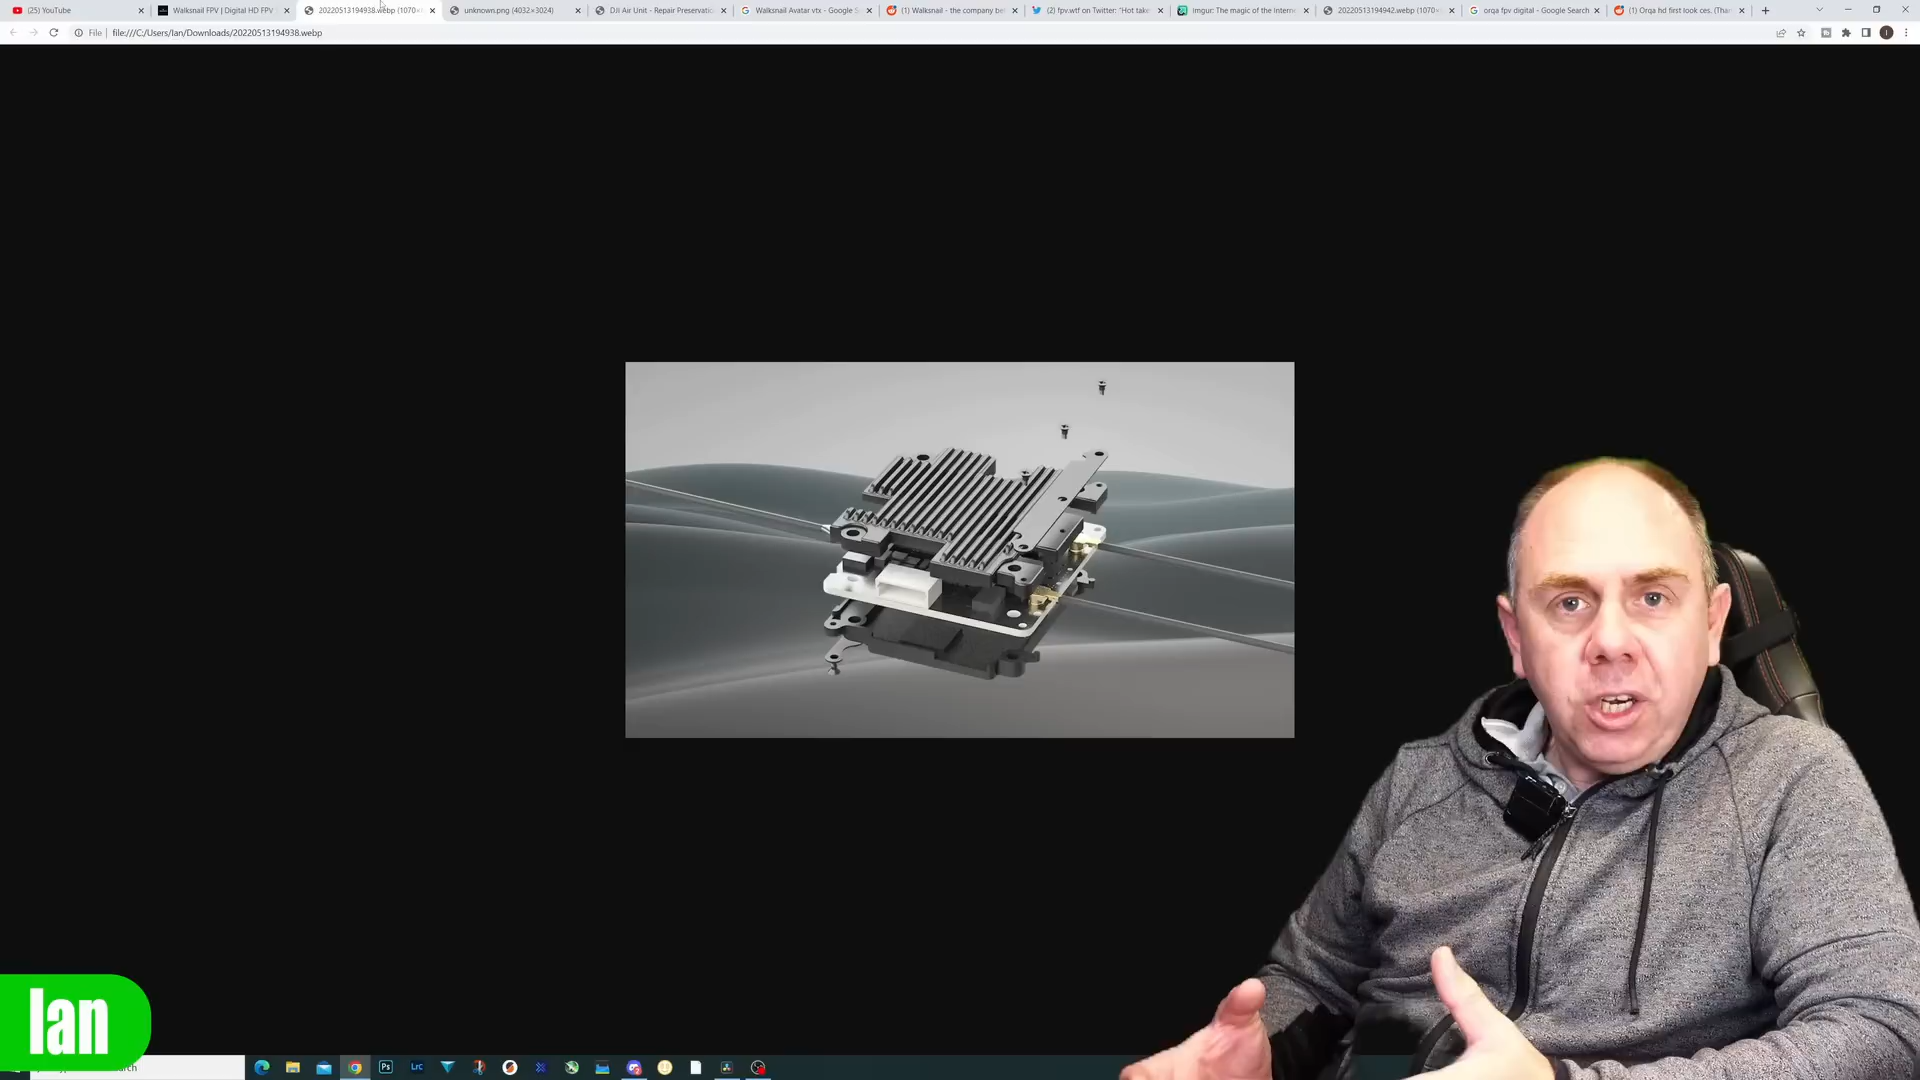 (25) YouTube
Walksnail FPV | Digital HD FPV
20220513194938.webp (1070×
unknown.png (4032×3024)
DJI Air Unit - Repair Preservatio
Walksnail Avatar vtx - Google S
(1) Walksnail - the company be
(2) fpv.wtf on Twitter: "Hot take
Imgur: The magic of the Intern
20220513194942.webp (1070×
orqa fpv digital - Google Search
(1) Orqa hd first look ces. (Tha
File
file:///C:/Users/Ian/Downloads/20220513194938.webp
Ian
Ps
Lrc